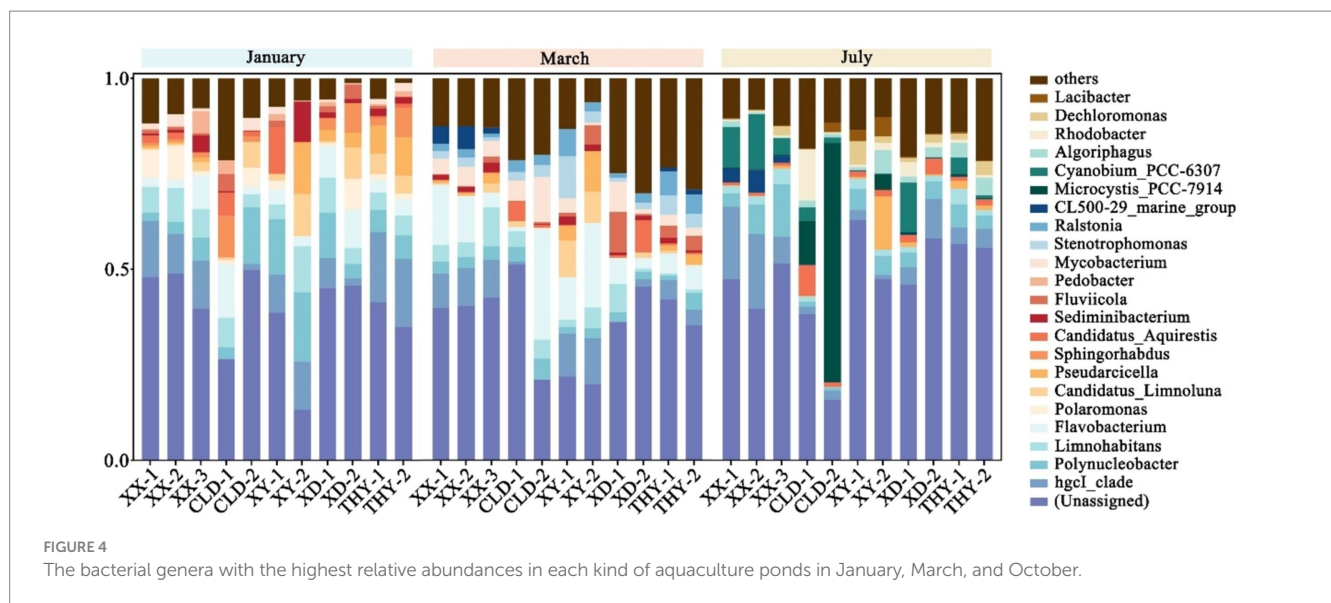 January March July
1.0
0.5
0.0
XX-1 XX-2 XX-3 CLD-1 CLD-2 XY-1 XY-2 XD-1 XD-2 THY-1 THY-2 XX-1 XX-2 XX-3 CLD-1 CLD-2 XY-1 XY-2 XD-1 XD-2 THY-1 THY-2 XX-1 XX-2 XX-3 CLD-1 CLD-2 XY-1 XY-2 XD-1 XD-2 THY-1 THY-2
others
Lacibacter
Dechloromonas
Rhodobacter
Algoriphagus
Cyanobium_PCC-6307
Microcystis_PCC-7914
CL500-29_marine_group
Ralstonia
Stenotrophomonas
Mycobacterium
Pedobacter
Fluviicola
Sediminibacterium
Candidatus_Aquirestis
Sphingorhabdus
Pseudarcicella
Candidatus_Limnoluna
Polaromonas
Flavobacterium
Limnohabitans
Polynucleobacter
hgcI_clade
(Unassigned)
FIGURE 4
The bacterial genera with the highest relative abundances in each kind of aquaculture ponds in January, March, and October.